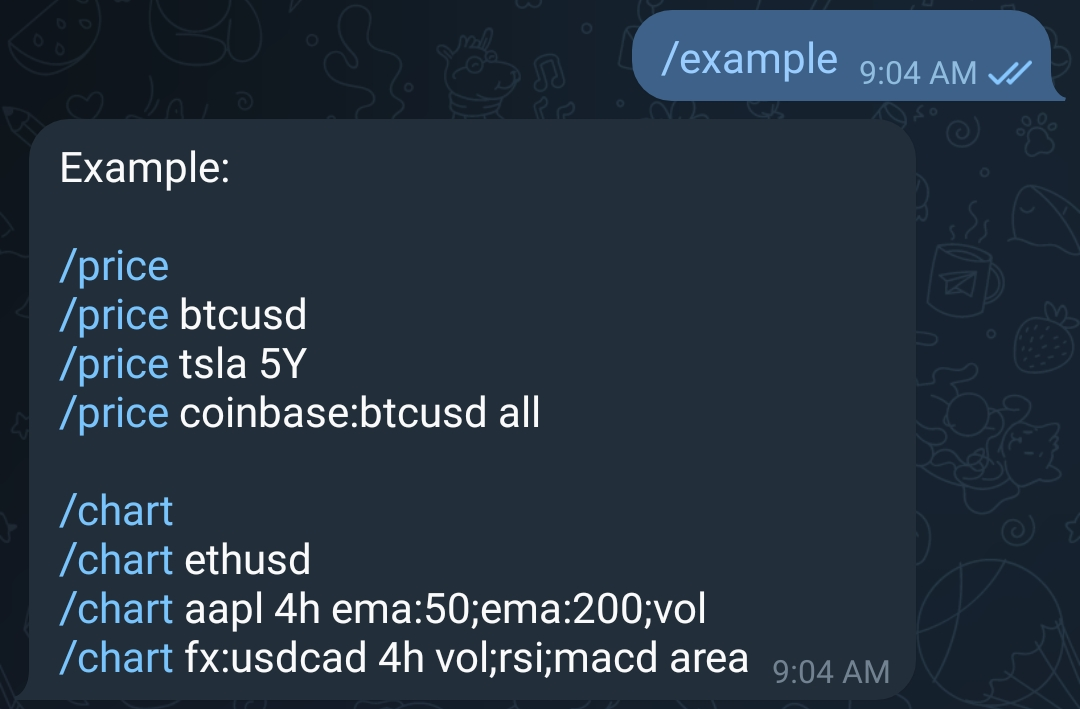 /example 9:04 AM
Example:
/price
/price btcusd
/price tsla 5Y
/price coinbase:btcusd all
/chart
/chart ethusd
/chart aapl 4h ema:50;ema:200;vol
/chart fx:usdcad 4h vol;rsi;macd area 9:04 AM